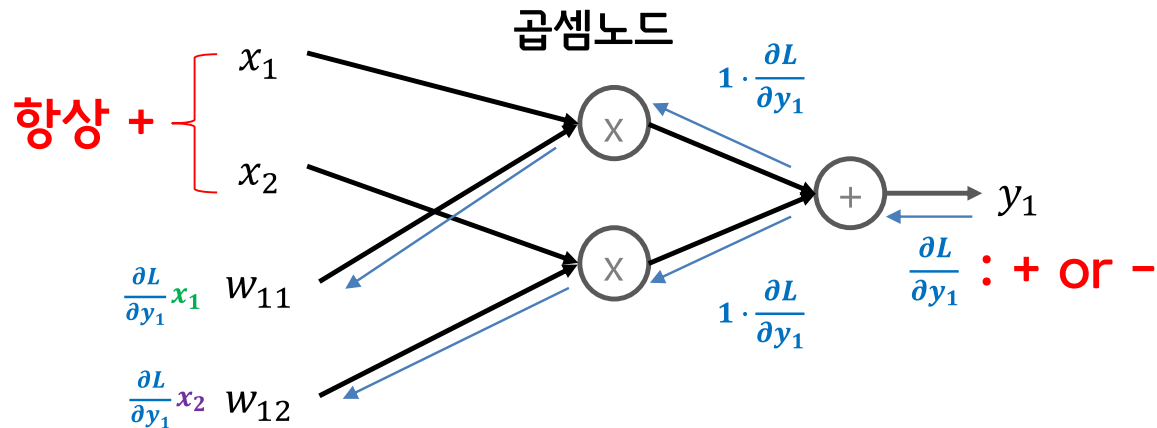 곱셈노드
x₁
1 · ∂L/∂y₁
항상 +
x
x₂
+
y₁
x
∂L/∂y₁ x₁ w₁₁
1 · ∂L/∂y₁
∂L/∂y₁ : + or -
∂L/∂y₁ x₂ w₁₂